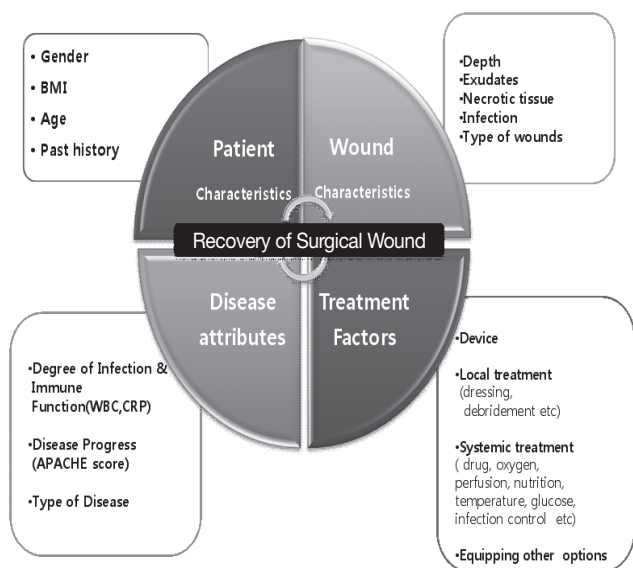 • Gender
• BMI
• Age
• Past history
•Depth
•Exudates
•Necrotic tissue
•Infection
•Type of wounds
Patient
Characteristics
Wound
Characteristics
Recovery of Surgical Wound
Disease
attributes
Treatment
Factors
•Degree of Infection &
Immune
Function(WBC,CRP)
•Disease Progress
(APACHE score)
•Type of Disease
•Device
•Local treatment
(dressing,
debridement etc)
•Systemic treatment
( drug, oxygen,
perfusion, nutrition,
temperature, glucose,
infection control etc)
•Equipping other options